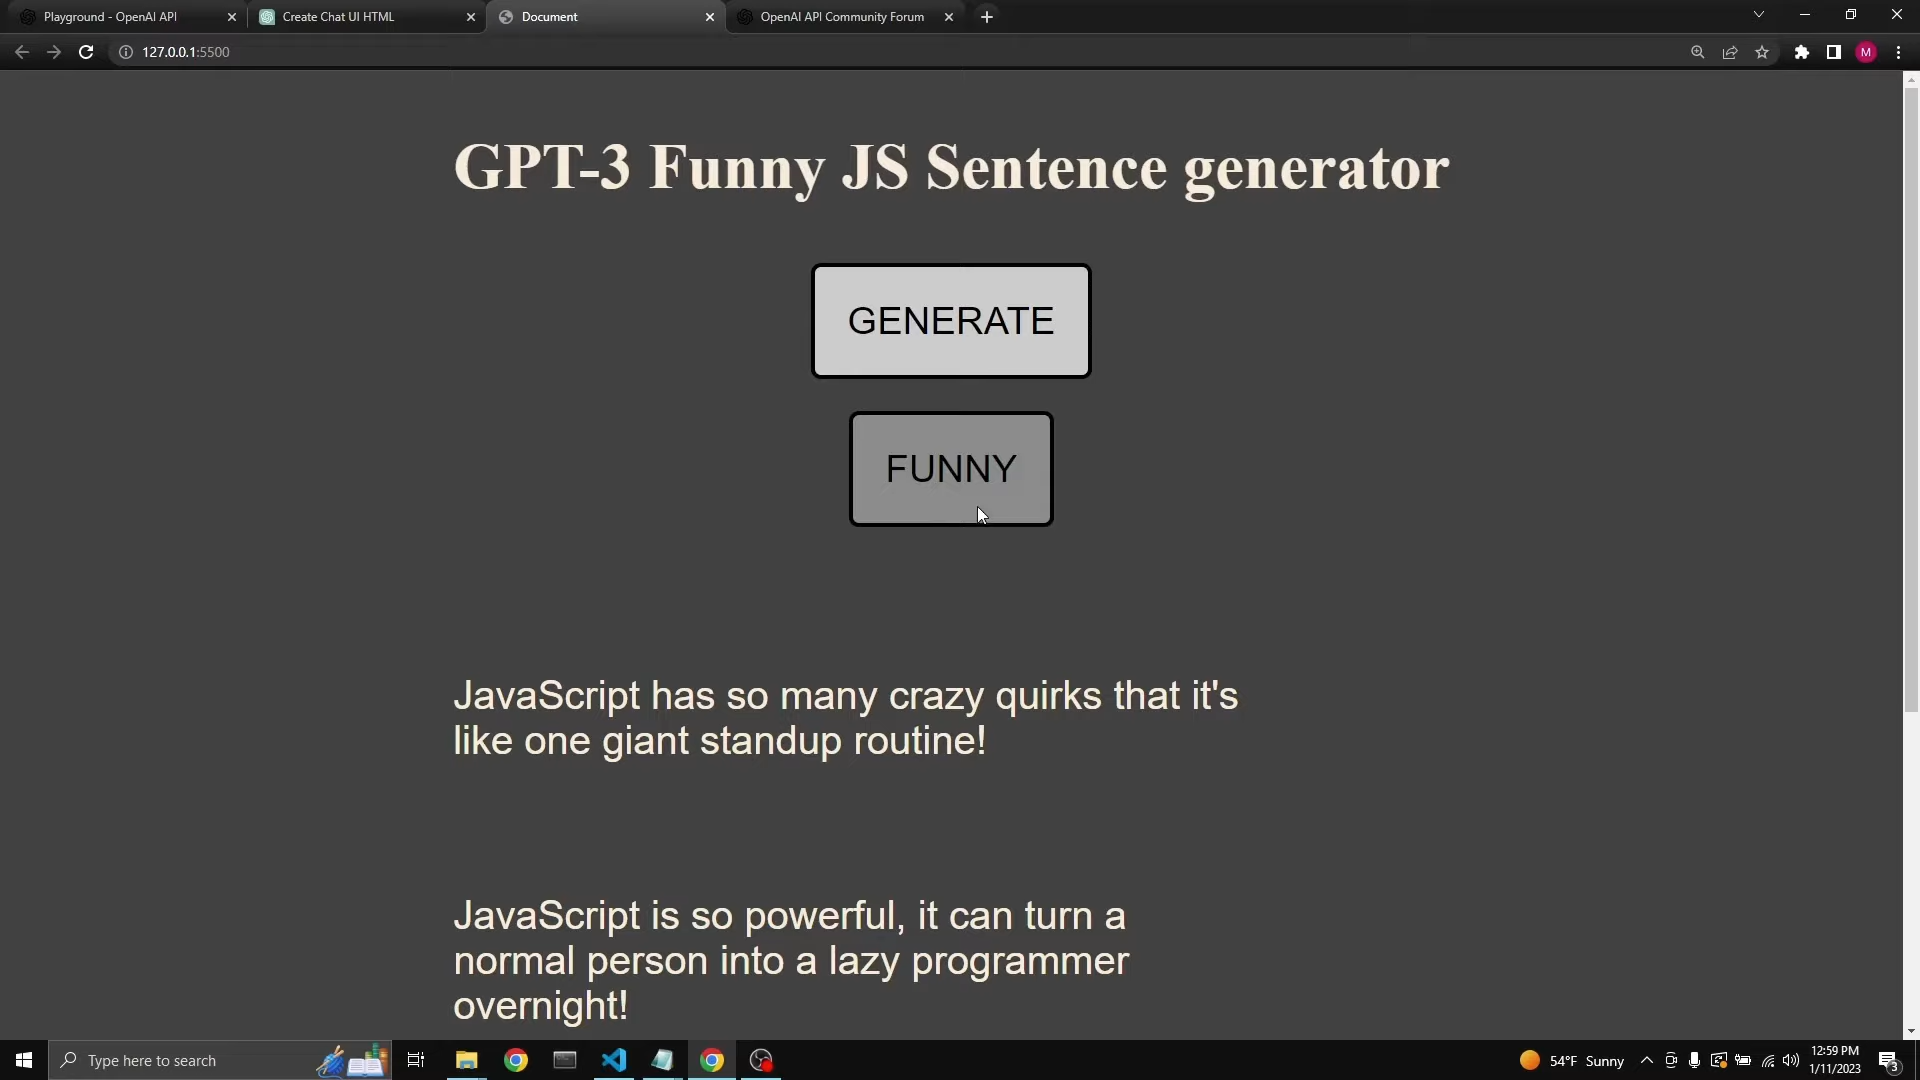 Playground - OpenAI API
Create Chat UI HTML
Document
OpenAI API Community Forum
127.0.0.1:5500
M
GPT-3 Funny JS Sentence generator
GENERATE
FUNNY
JavaScript has so many crazy quirks that it's
like one giant standup routine!
JavaScript is so powerful, it can turn a
normal person into a lazy programmer
overnight!
Type here to search
54°F Sunny
12:59 PM
1/11/2023
3